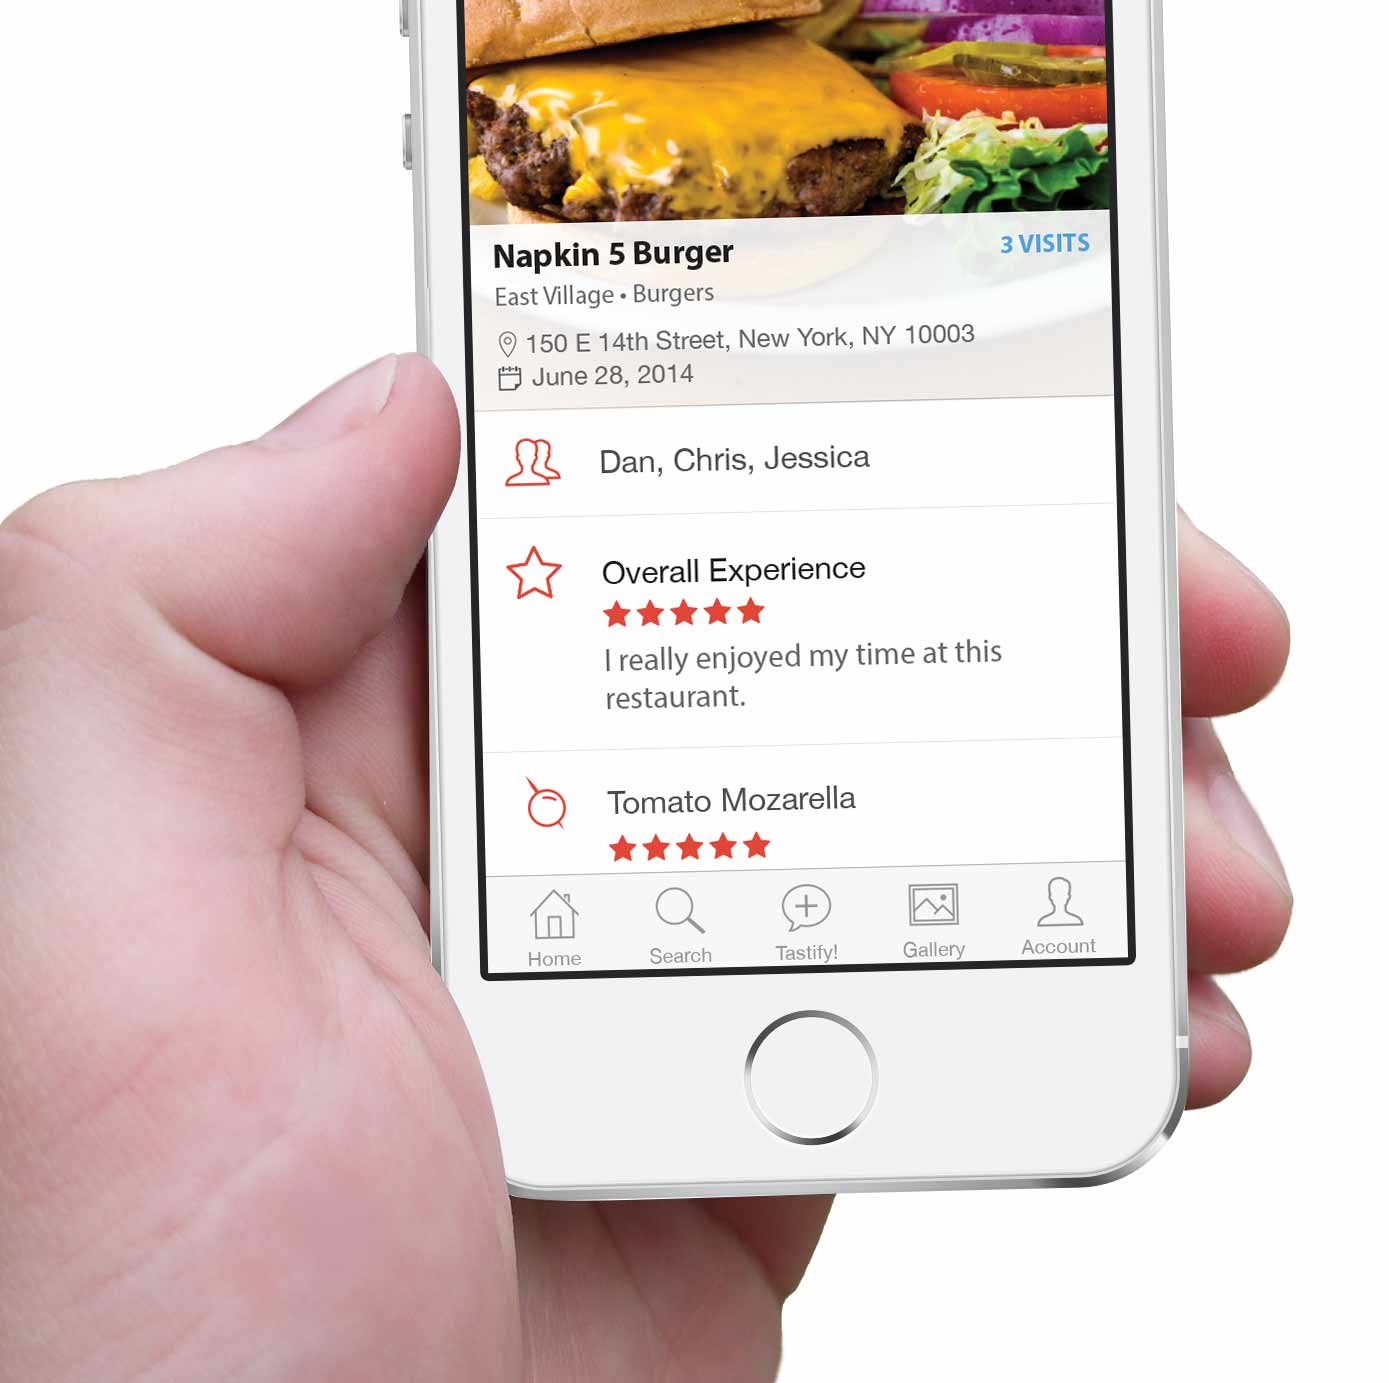 Napkin 5 Burger
3 VISITS
East Village • Burgers
150 E 14th Street, New York, NY 10003
June 28, 2014
Dan, Chris, Jessica
Overall Experience
I really enjoyed my time at this
restaurant.
Tomato Mozarella
Home
Search
Tastify!
Gallery
Account